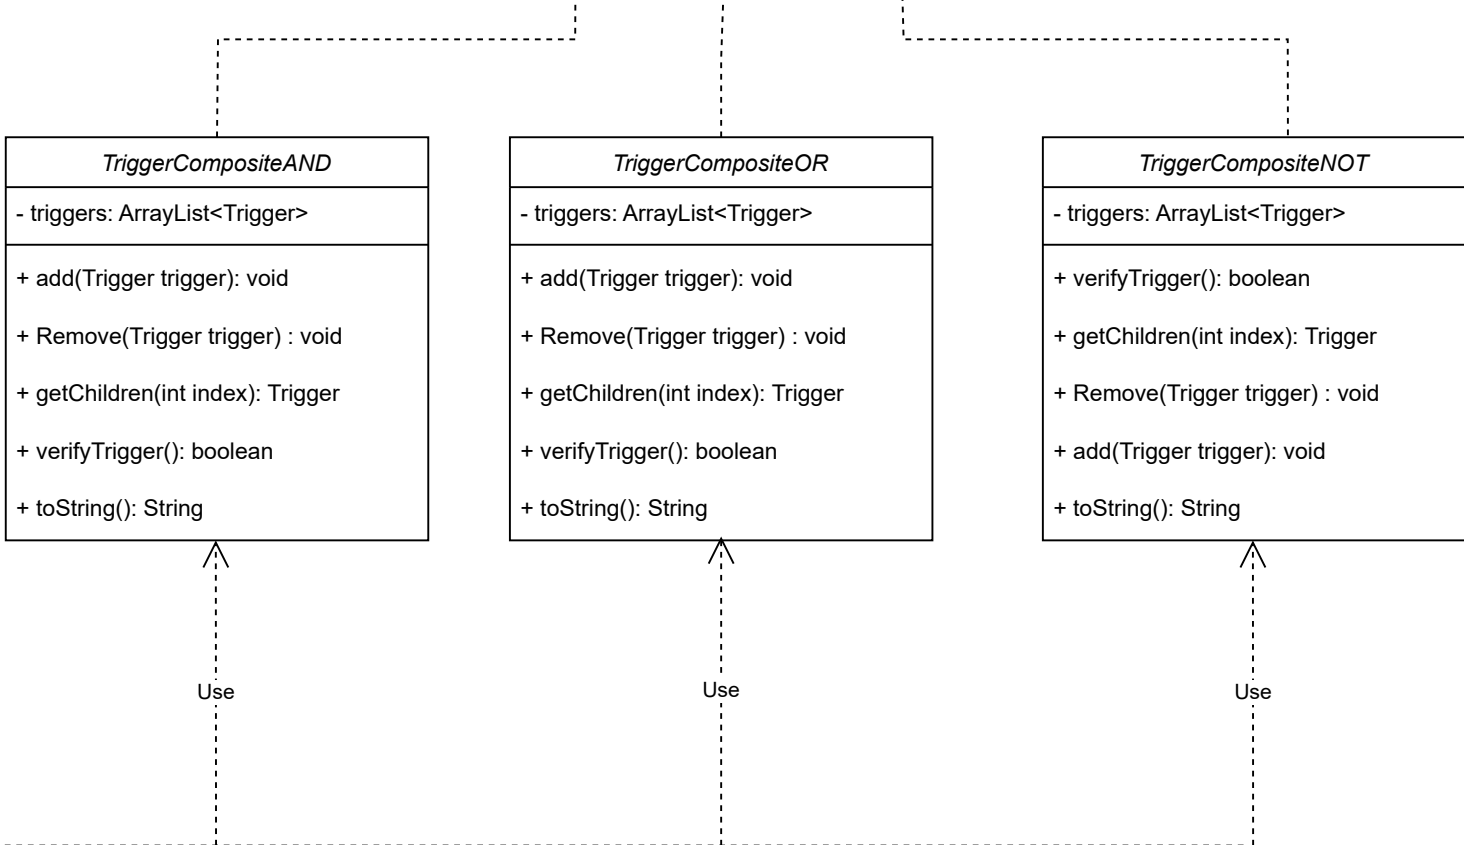 TriggerCompositeAND
- triggers: ArrayList<Trigger>
+ add(Trigger trigger): void
+ Remove(Trigger trigger) : void
+ getChildren(int index): Trigger
+ verifyTrigger(): boolean
+ toString(): String
TriggerCompositeOR
- triggers: ArrayList<Trigger>
+ add(Trigger trigger): void
+ Remove(Trigger trigger) : void
+ getChildren(int index): Trigger
+ verifyTrigger(): boolean
+ toString(): String
TriggerCompositeNOT
- triggers: ArrayList<Trigger>
+ verifyTrigger(): boolean
+ getChildren(int index): Trigger
+ Remove(Trigger trigger) : void
+ add(Trigger trigger): void
+ toString(): String
Use
Use
Use